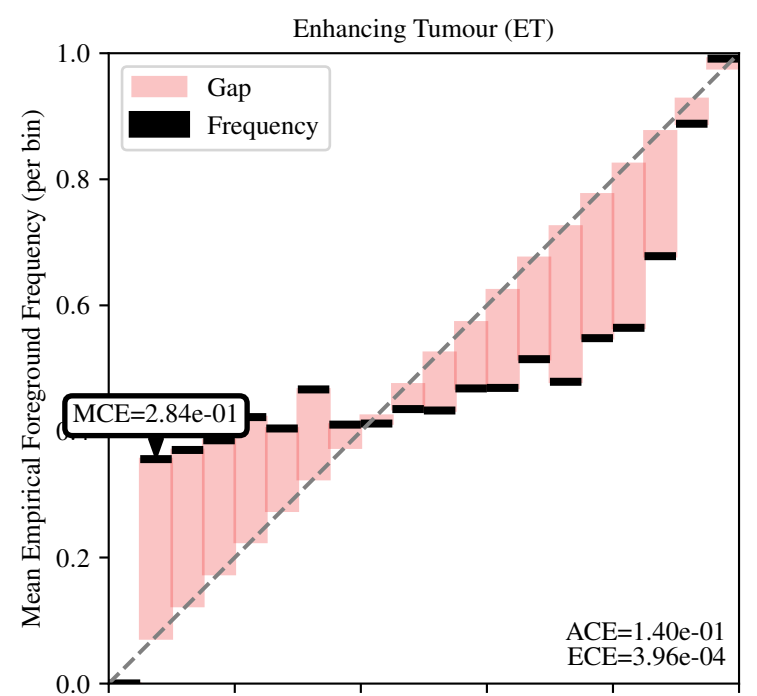 Enhancing Tumour (ET)
Mean Empirical Foreground Frequency (per bin)
1.0
0.8
0.6
0.2
0.0
Gap
Frequency
MCE=2.84e-01
ACE=1.40e-01
ECE=3.96e-04